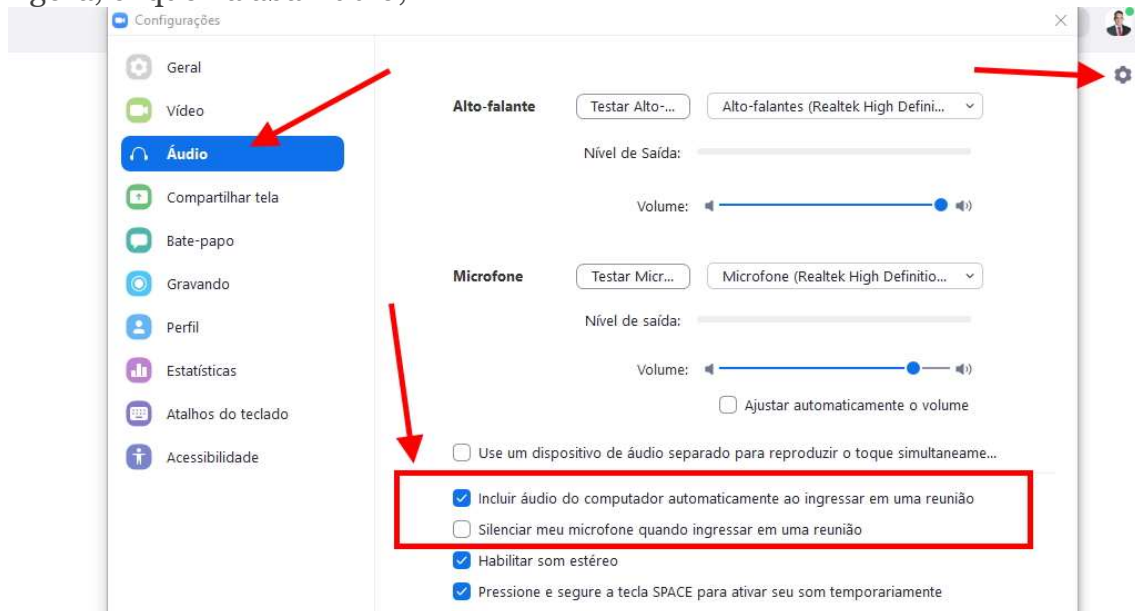 Configurações
Geral
Vídeo
Áudio
Compartilhar tela
Bate-papo
Gravando
Perfil
Estatísticas
Atalhos do teclado
Acessibilidade
Alto-falante Testar Alto-... Alto-falantes (Realtek High Defini...
Nível de Saída:
Volume:
Microfone Testar Micr... Microfone (Realtek High Definitio...
Nível de saída:
Volume:
Ajustar automaticamente o volume
Use um dispositivo de áudio separado para reproduzir o toque simultaneame...
Incluir áudio do computador automaticamente ao ingressar em uma reunião
Silenciar meu microfone quando ingressar em uma reunião
Habilitar som estéreo
Pressione e segure a tecla SPACE para ativar seu som temporariamente